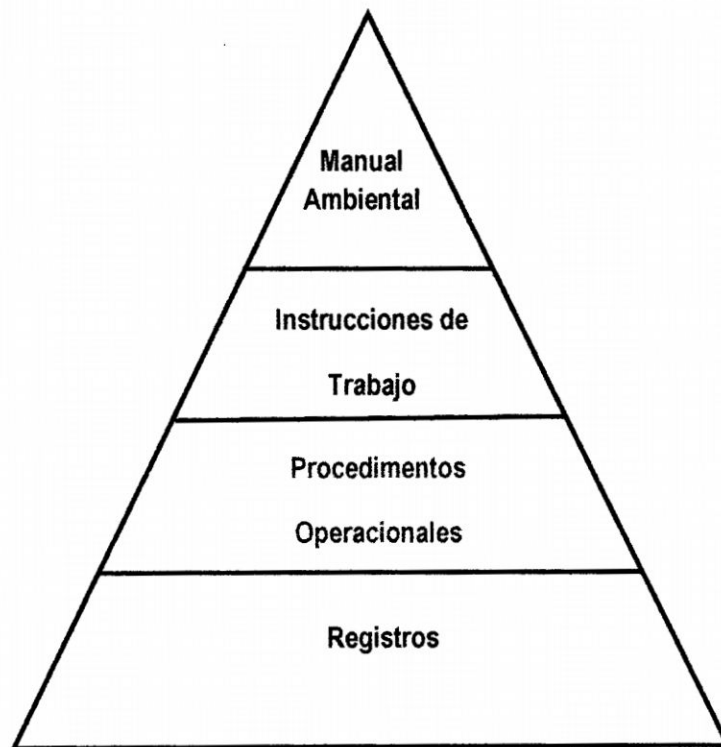 Manual
Ambiental
Instrucciones de
Trabajo
Procedimentos
Operacionales
Registros